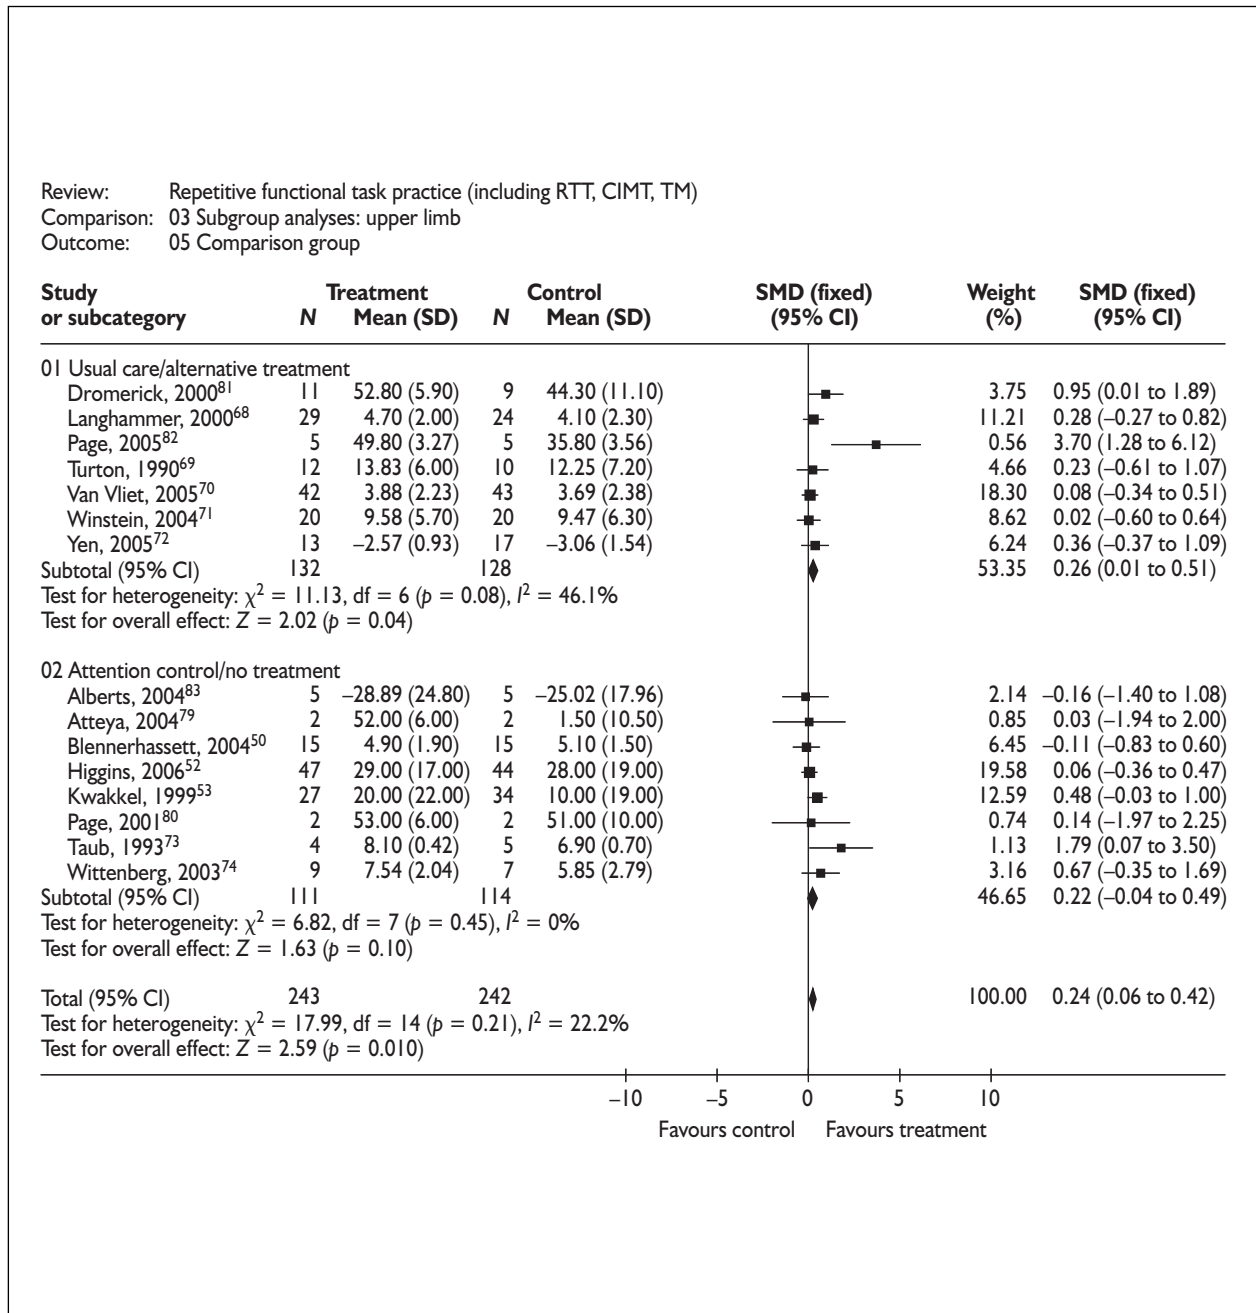 Review: Repetitive functional task practice (including RTT, CIMT, TM)
Comparison: 03 Subgroup analyses: upper limb
Outcome: 05 Comparison group
Study Treatment Control SMD (fixed) Weight SMD (fixed)
or subcategory N Mean (SD) N Mean (SD) (95% CI) (%) (95% CI)
01 Usual care/alternative treatment
Dromerick, 2000⁸¹ 11 52.80 (5.90) 9 44.30 (11.10) 3.75 0.95 (0.01 to 1.89)
Langhammer, 2000⁶⁸ 29 4.70 (2.00) 24 4.10 (2.30) 11.21 0.28 (–0.27 to 0.82)
Page, 2005⁸² 5 49.80 (3.27) 5 35.80 (3.56) 0.56 3.70 (1.28 to 6.12)
Turton, 1990⁶⁹ 12 13.83 (6.00) 10 12.25 (7.20) 4.66 0.23 (–0.61 to 1.07)
Van Vliet, 2005⁷⁰ 42 3.88 (2.23) 43 3.69 (2.38) 18.30 0.08 (–0.34 to 0.51)
Winstein, 2004⁷¹ 20 9.58 (5.70) 20 9.47 (6.30) 8.62 0.02 (–0.60 to 0.64)
Yen, 2005⁷² 13 –2.57 (0.93) 17 –3.06 (1.54) 6.24 0.36 (–0.37 to 1.09)
Subtotal (95% CI) 132 128 53.35 0.26 (0.01 to 0.51)
Test for heterogeneity: χ² = 11.13, df = 6 (p = 0.08), I² = 46.1%
Test for overall effect: Z = 2.02 (p = 0.04)
02 Attention control/no treatment
Alberts, 2004⁸³ 5 –28.89 (24.80) 5 –25.02 (17.96) 2.14 –0.16 (–1.40 to 1.08)
Atteya, 2004⁷⁹ 2 52.00 (6.00) 2 1.50 (10.50) 0.85 0.03 (–1.94 to 2.00)
Blennerhassett, 2004⁵⁰ 15 4.90 (1.90) 15 5.10 (1.50) 6.45 –0.11 (–0.83 to 0.60)
Higgins, 2006⁵² 47 29.00 (17.00) 44 28.00 (19.00) 19.58 0.06 (–0.36 to 0.47)
Kwakkel, 1999⁵³ 27 20.00 (22.00) 34 10.00 (19.00) 12.59 0.48 (–0.03 to 1.00)
Page, 2001⁸⁰ 2 53.00 (6.00) 2 51.00 (10.00) 0.74 0.14 (–1.97 to 2.25)
Taub, 1993⁷³ 4 8.10 (0.42) 5 6.90 (0.70) 1.13 1.79 (0.07 to 3.50)
Wittenberg, 2003⁷⁴ 9 7.54 (2.04) 7 5.85 (2.79) 3.16 0.67 (–0.35 to 1.69)
Subtotal (95% CI) 111 114 46.65 0.22 (–0.04 to 0.49)
Test for heterogeneity: χ² = 6.82, df = 7 (p = 0.45), I² = 0%
Test for overall effect: Z = 1.63 (p = 0.10)
Total (95% CI) 243 242 100.00 0.24 (0.06 to 0.42)
Test for heterogeneity: χ² = 17.99, df = 14 (p = 0.21), I² = 22.2%
Test for overall effect: Z = 2.59 (p = 0.010)
–10 –5 0 5 10
Favours control Favours treatment